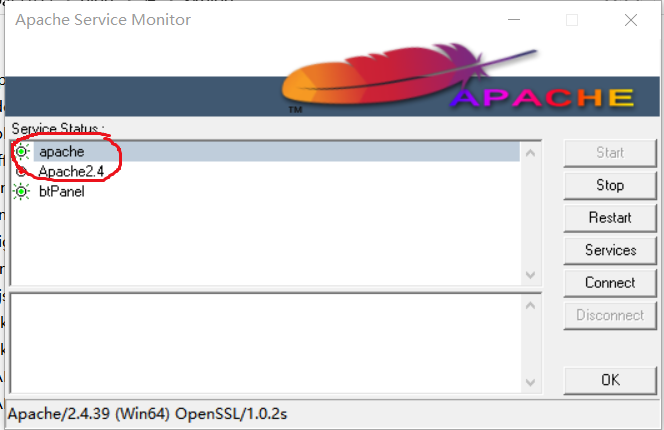 Apache Service Monitor
TM
APACHE
Service Status :
apache
Apache2.4
btPanel
Start
Stop
Restart
Services
Connect
Disconnect
OK
Apache/2.4.39 (Win64) OpenSSL/1.0.2s